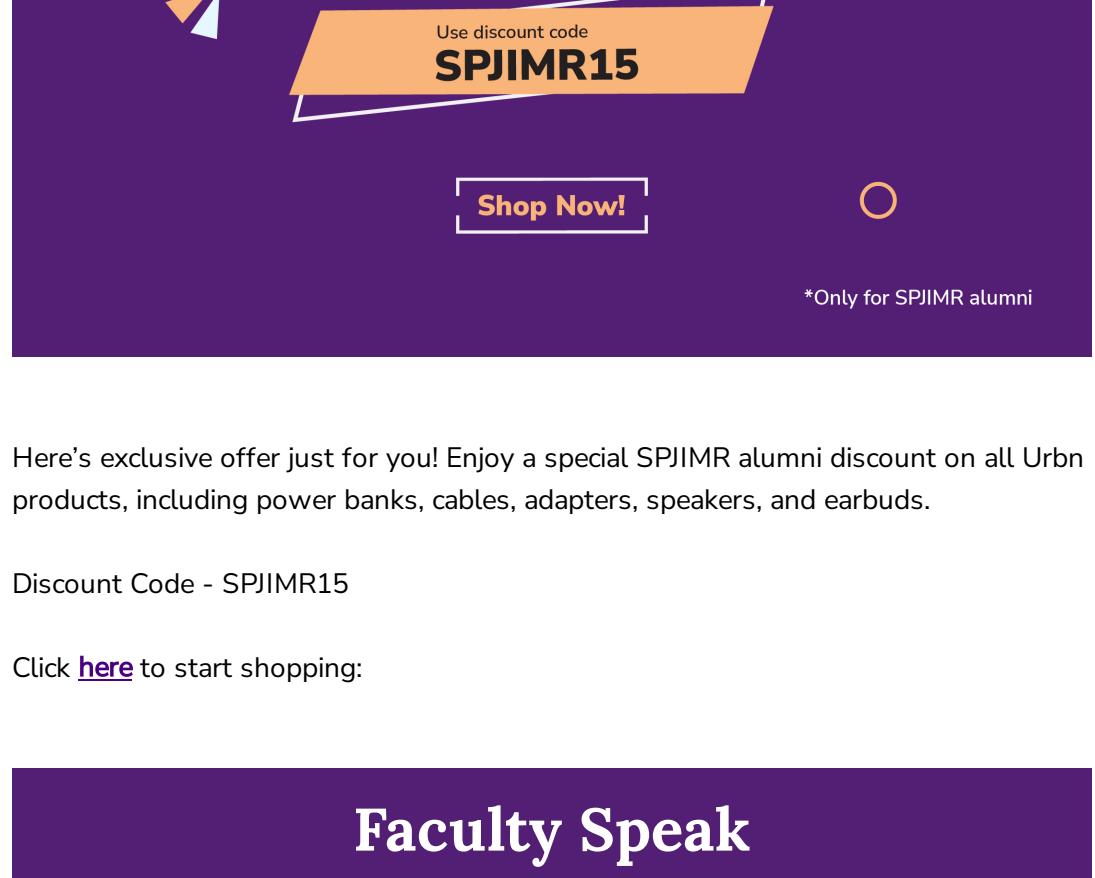 Use discount code
SPJIMR15
Shop Now!
*Only for SPJIMR alumni
Here’s exclusive offer just for you! Enjoy a special SPJIMR alumni discount on all Urbn
products, including power banks, cables, adapters, speakers, and earbuds.
Discount Code - SPJIMR15
Click here to start shopping:
Faculty Speak